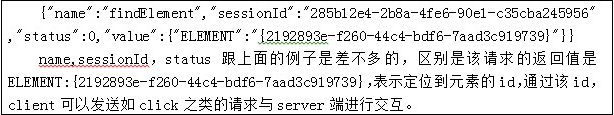 {"name":"findElement","sessionId":"285b12e4-2b8a-4fe6-90e1-c35cba245956"
,"status":0,"value":{"ELEMENT":"{2192893e-f260-44c4-bdf6-7aad3c919739}"}}
name,sessionId, status 跟上面的例子是差不多的，区别是该请求的返回值是
ELEMENT:{2192893e-f260-44c4-bdf6-7aad3c919739},表示定位到元素的id,通过该id,
client 可以发送如 click 之类的请求与 server 端进行交互。